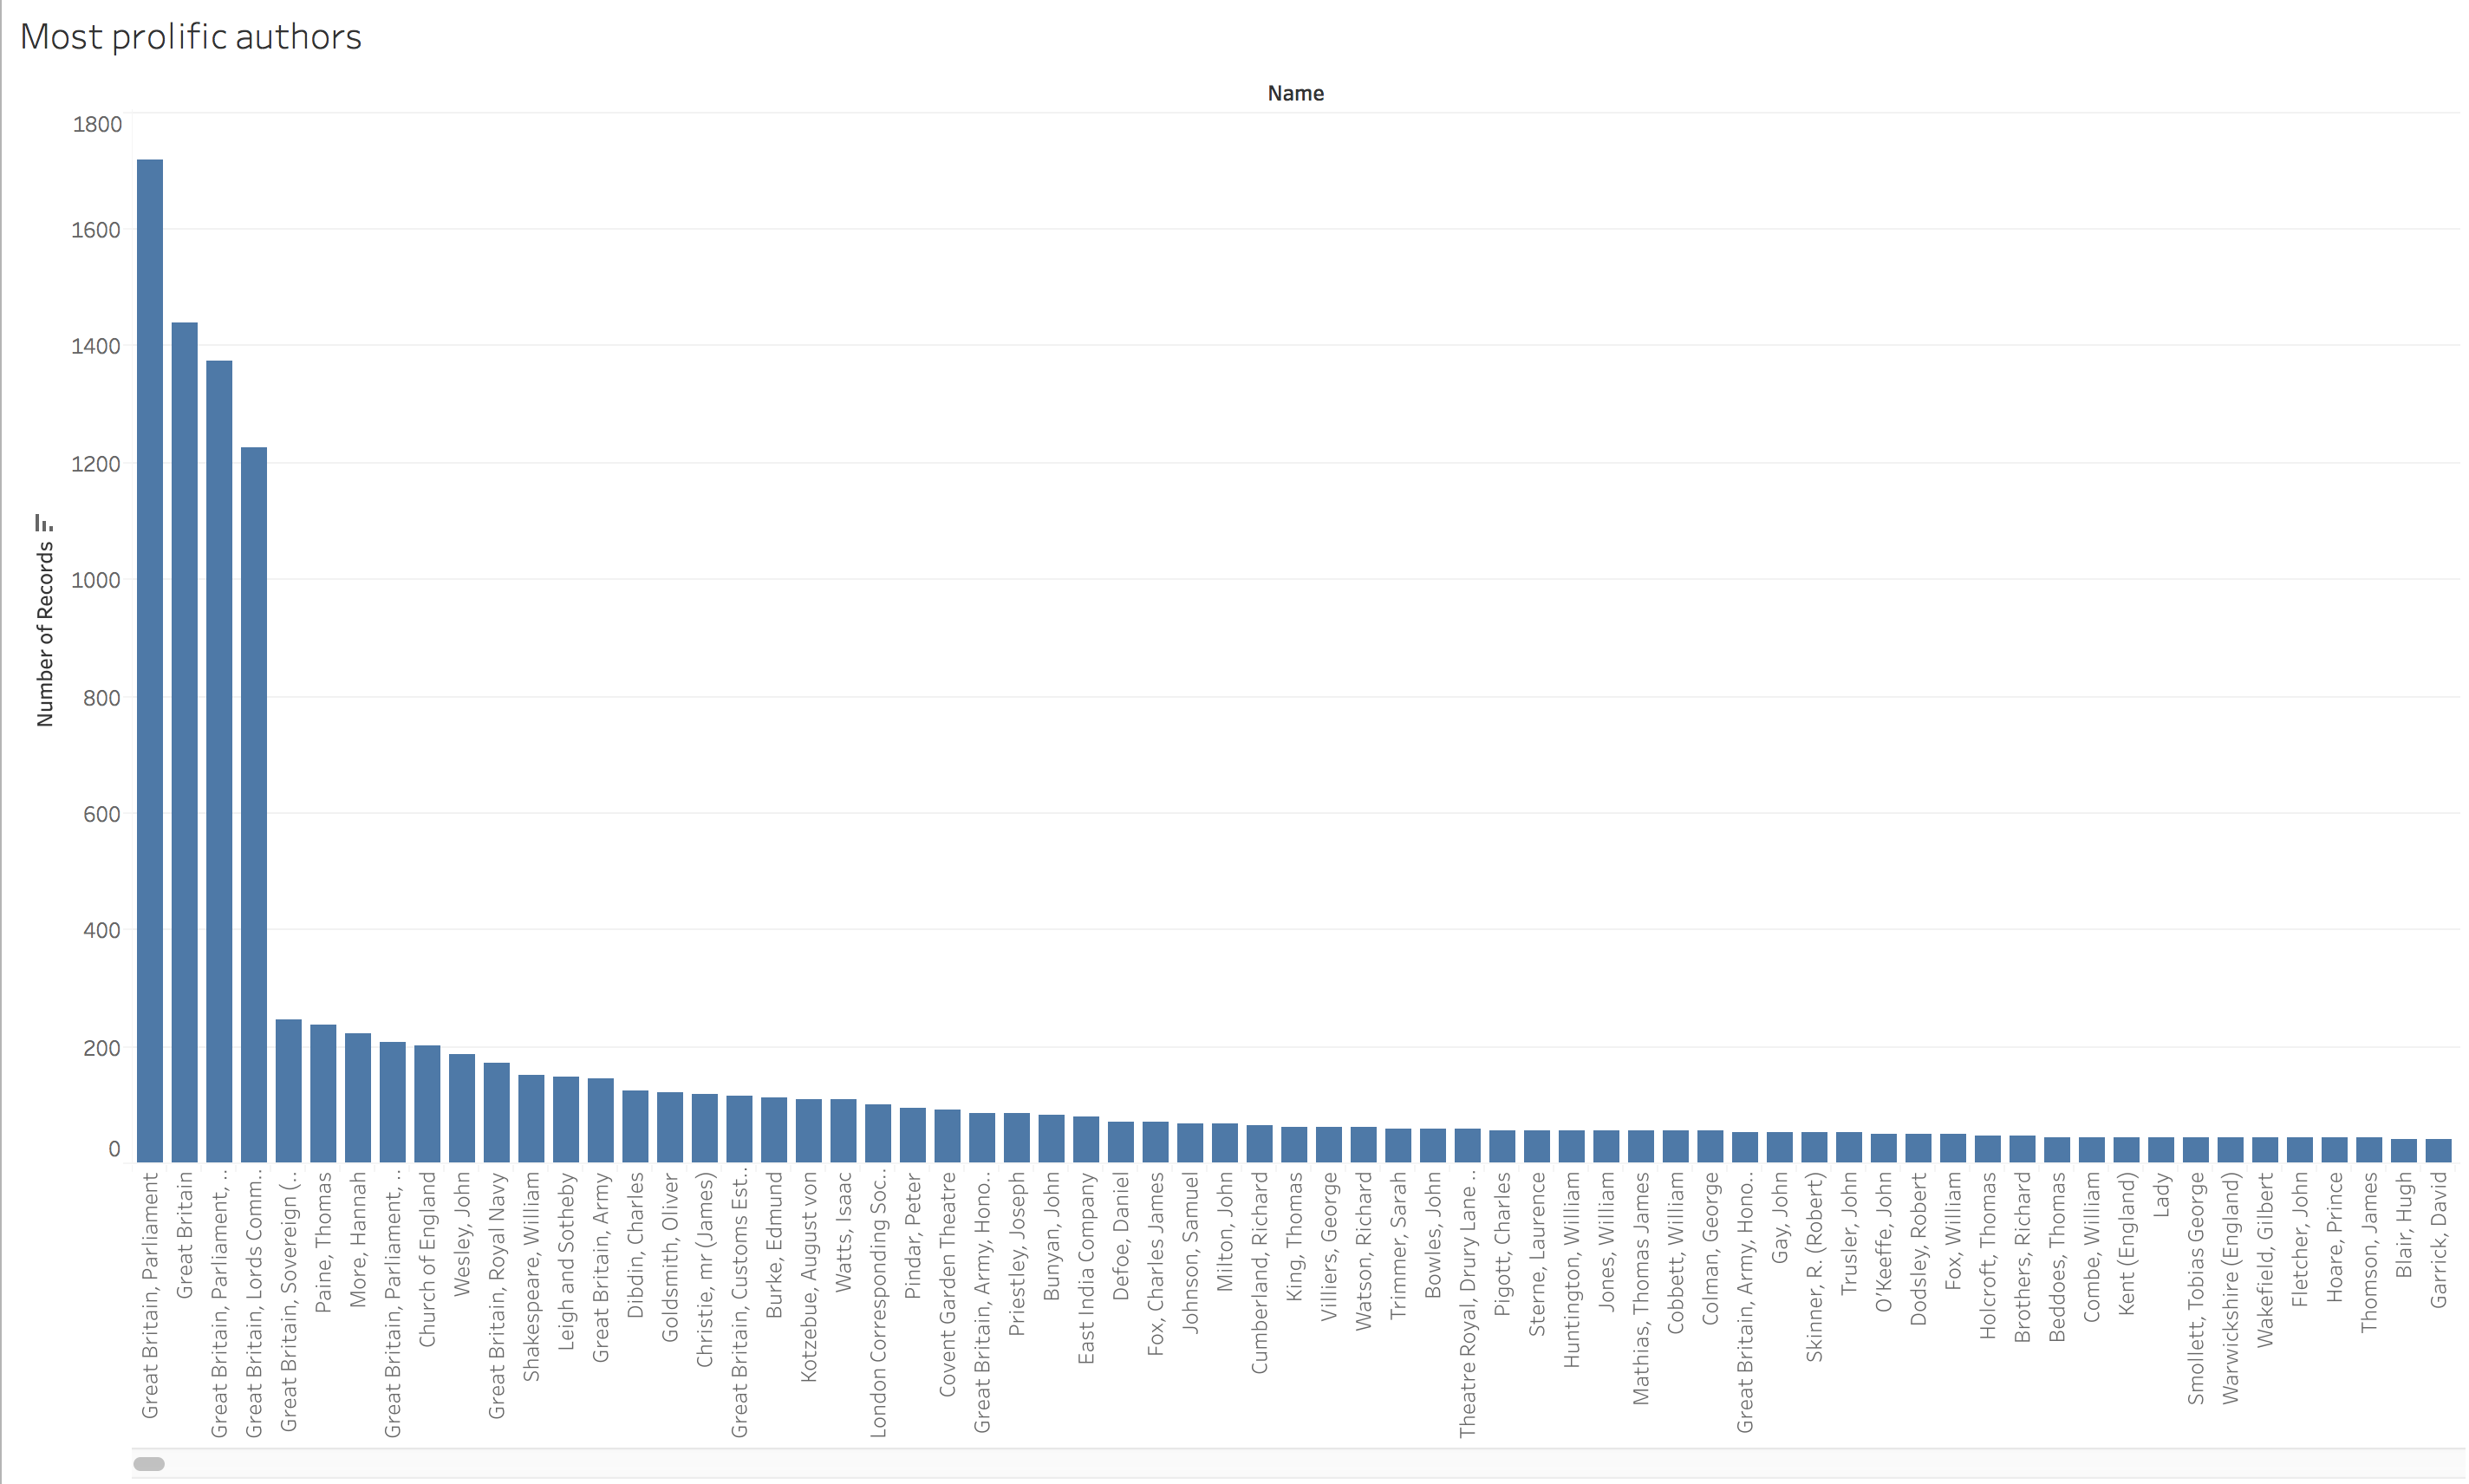 Most prolific authors
Name
Number of Records
1800
1600
1400
1200
1000
800
600
400
200
0
Great Britain, Parliament
Great Britain
Great Britain, Parliament, ..
Great Britain, Lords Comm..
Great Britain, Sovereign (..
Paine, Thomas
More, Hannah
Great Britain, Parliament, ..
Church of England
Wesley, John
Great Britain, Royal Navy
Shakespeare, William
Leigh and Sotheby
Great Britain, Army
Dibdin, Charles
Goldsmith, Oliver
Christie, mr (James)
Great Britain, Customs Est..
Burke, Edmund
Kotzebue, August von
Watts, Isaac
London Corresponding Soc..
Pindar, Peter
Covent Garden Theatre
Great Britain, Army, Hono..
Priestley, Joseph
Bunyan, John
East India Company
Defoe, Daniel
Fox, Charles James
Johnson, Samuel
Milton, John
Cumberland, Richard
King, Thomas
Villiers, George
Watson, Richard
Trimmer, Sarah
Bowles, John
Theatre Royal, Drury Lane ..
Pigott, Charles
Sterne, Laurence
Huntington, William
Jones, William
Mathias, Thomas James
Cobbett, William
Colman, George
Great Britain, Army, Hono..
Gay, John
Skinner, R. (Robert)
Trusler, John
O'Keeffe, John
Dodsley, Robert
Fox, William
Holcroft, Thomas
Brothers, Richard
Beddoes, Thomas
Combe, William
Kent (England)
Lady
Smollett, Tobias George
Warwickshire (England)
Wakefield, Gilbert
Fletcher, John
Hoare, Prince
Thomson, James
Blair, Hugh
Garrick, David